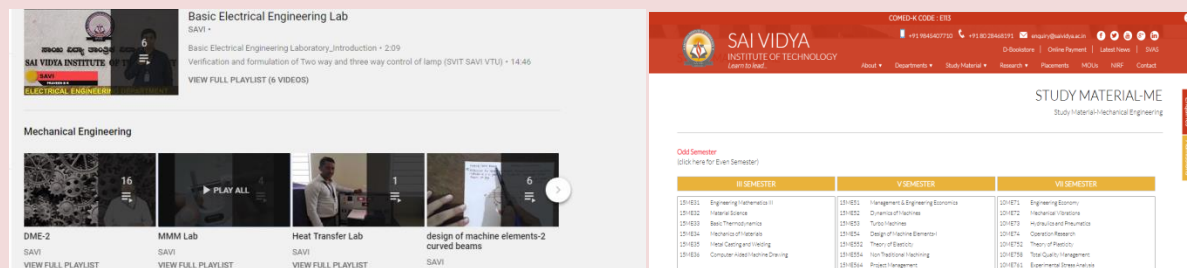 Basic Electrical Engineering Lab
SAVI •
Basic Electrical Engineering Laboratory_Introduction • 2:09
Verification and formulation of Two way and three way control of lamp (SVIT SAVI VTU) • 14:46
VIEW FULL PLAYLIST (6 VIDEOS)
6
SAI VIDYA INSTITUTE
SAVI
ELECTRICAL ENGINEERING
Mechanical Engineering
16
PLAY ALL
1
6
DME-2
SAVI
VIEW FULL PLAYLIST
MMM Lab
SAVI
VIEW FULL PLAYLIST
Heat Transfer Lab
SAVI
VIEW FULL PLAYLIST
design of machine elements-2
curved beams
SAVI
COMED-K CODE : E113
SAI VIDYA
INSTITUTE OF TECHNOLOGY
Learn to lead..
+91 9845407710 +91 80 28468191 enquiry@saividya.ac.in
D-Bookstore | Online Payment | Latest News | SVAS
About Departments Study Material Research Placements MOUs NIRF Contact
STUDY MATERIAL-ME
Study Material-Mechanical Engineering
Odd Semester
(click here for Even Semester)
III SEMESTER
15ME31 Engineering Mathematics III
15ME32 Material Science
15ME33 Basic Thermodynamics
15ME34 Mechanics of Materials
15ME35 Metal Casting and Welding
15ME36 Computer Aided Machine Drawing
V SEMESTER
15ME51 Management & Engineering Economics
15ME52 Dynamics of Machines
15ME53 Turbo Machines
15ME54 Design of Machine Elements-I
15ME552 Theory of Elasticity
15ME554 Non Traditional Machining
15ME564 Project Management
VII SEMESTER
10ME71 Engineering Economy
10ME72 Mechanical Vibrations
10ME73 Hydraulics and Pneumatics
10ME74 Operation Research
10ME752 Theory of Plasticity
10ME758 Total Quality Management
10ME761 Experimental Stress Analysis